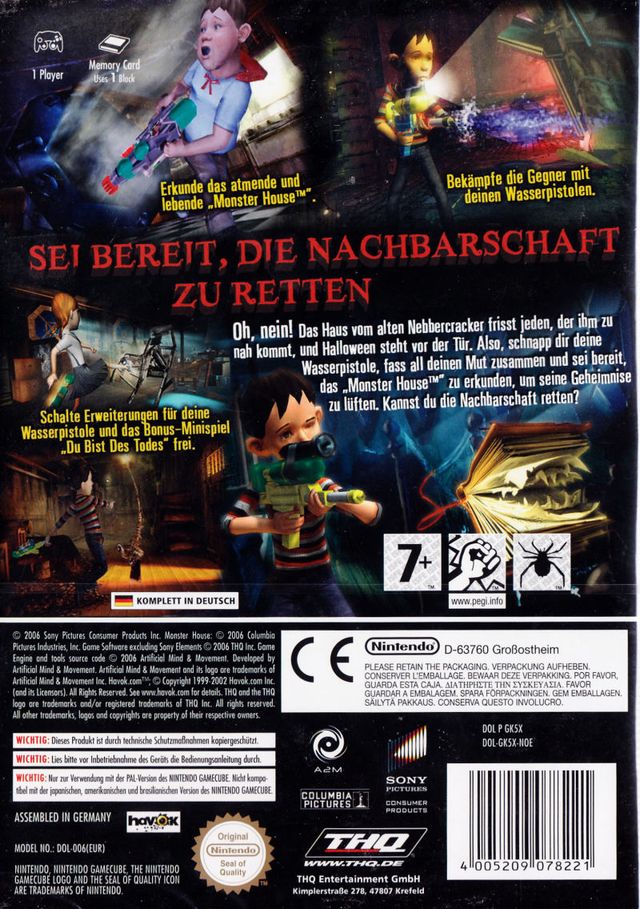 1 Player
Memory Card
Uses 1 Block
Erkunde das atmende und
lebende „Monster House™".
Bekämpfe die Gegner mit
deinen Wasserpistolen.
SEI BEREIT, DIE NACHBARSCHAFT
ZU RETTEN
Oh, nein! Das Haus vom alten Nebbercracker frisst jeden, der ihm zu
nah kommt, und Halloween steht vor der Tür. Also, schnapp dir deine
Wasserpistole, fass all deinen Mut zusammen und sei bereit,
das „Monster House™" zu erkunden, um seine Geheimnise
zu lüften. Kannst du die Nachbarschaft retten?
Schalte Erweiterungen für deine
Wasserpistole und das Bonus-Minispiel
„Du Bist Des Todes" frei.
7+
www.pegi.info
KOMPLETT IN DEUTSCH
© 2006 Sony Pictures Consumer Products Inc. Monster House: © 2006 Columbia
Pictures Industries, Inc. Game Software excluding Sony Elements © 2006 THQ Inc. Game
Engine and tools source code © 2006 Artificial Mind & Movement. Developed by
Artificial Mind & Movement. Artificial Mind & Movement and its logo are trademarks of
Artificial Mind & Movement Inc. Havok.com™; © Copyright 1999-2002 Havok.com Inc.
(and its Licensors). All Rights Reserved. See www.havok.com for details. THQ and the THQ
logo are trademarks and/or registered trademarks of THQ Inc. All rights reserved.
All other trademarks, logos and copyrights are property of their respective owners.
WICHTIG: Dieses Produkt ist durch technische Schutzmaßnahmen kopiergeschützt.
WICHTIG: Lies bitte vor Inbetriebnahme des Geräts die Bedienungsanleitung durch.
WICHTIG: Nur zur Verwendung mit der PAL-Version des NINTENDO GAMECUBE. Nicht kompa-
tibel mit der japanischen, amerikanischen und brasilianischen Version des NINTENDO GAMECUBE.
ASSEMBLED IN GERMANY
havok
MODEL NO.: DOL-006(EUR)
NINTENDO, NINTENDO GAMECUBE, THE NINTENDO
GAMECUBE LOGO AND THE SEAL OF QUALITY ICON
ARE TRADEMARKS OF NINTENDO.
Original
Nintendo
Seal of
Quality
CE
Nintendo D-63760 Großostheim
PLEASE RETAIN THE PACKAGING. VERPACKUNG AUFHEBEN.
CONSERVER L'EMBALLAGE. BEWAAR DEZE VERPAKKING. POR FAVOR,
GUARDA ESTA CAJA. ΔΙΑΤΗΡΗΣΤΕ ΤΗΝ ΣΥΣΚΕΥΑΣΙΑ. FAVOR
GUARDAR A EMBALAGEM. SPARA FÖRPACKNINGEN. GEM EMBALLAGEN.
SÄILYTÄ PAKKAUS. CONSERVA QUESTO INVOLUCRO.
A2M
SONY
PICTURES
CONSUMER
PRODUCTS
COLUMBIA
PICTURES
DOL P GK5X
DOL-GK5X-NOE
THQ
WWW.THQ.DE
THQ Entertainment GmbH
Kimplerstraße 278, 47807 Krefeld
4 005209 078221